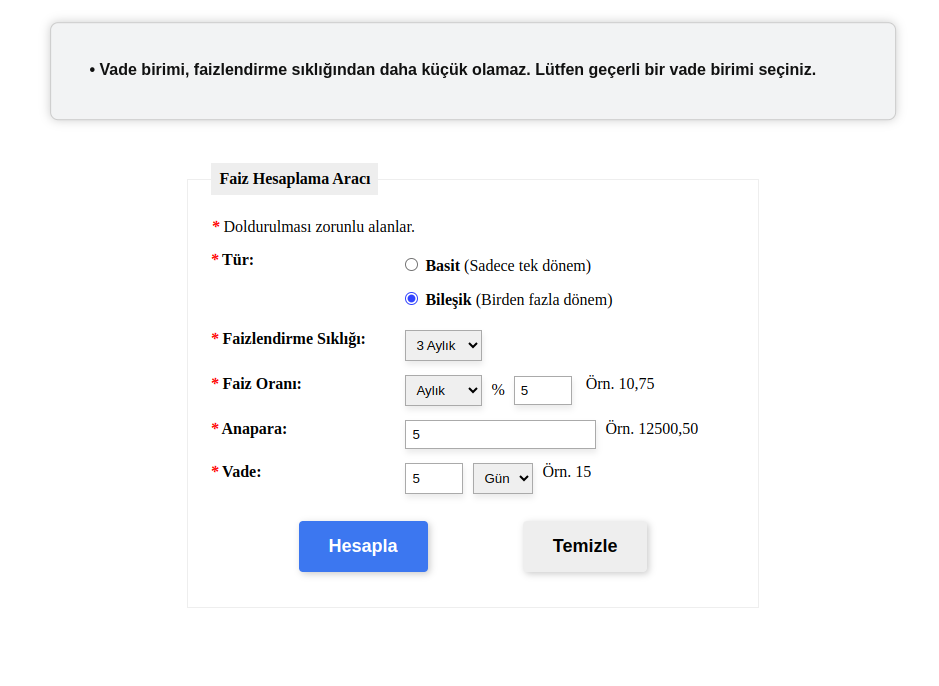 • Vade birimi, faizlendirme sıklığından daha küçük olamaz. Lütfen geçerli bir vade birimi seçiniz.
Faiz Hesaplama Aracı
* Doldurulması zorunlu alanlar.
* Tür:
Basit (Sadece tek dönem)
Bileşik (Birden fazla dönem)
* Faizlendirme Sıklığı: 3 Aylık
* Faiz Oranı: Aylık % 5 Örn. 10,75
* Anapara: 5 Örn. 12500,50
* Vade: 5 Gün Örn. 15
Hesapla Temizle